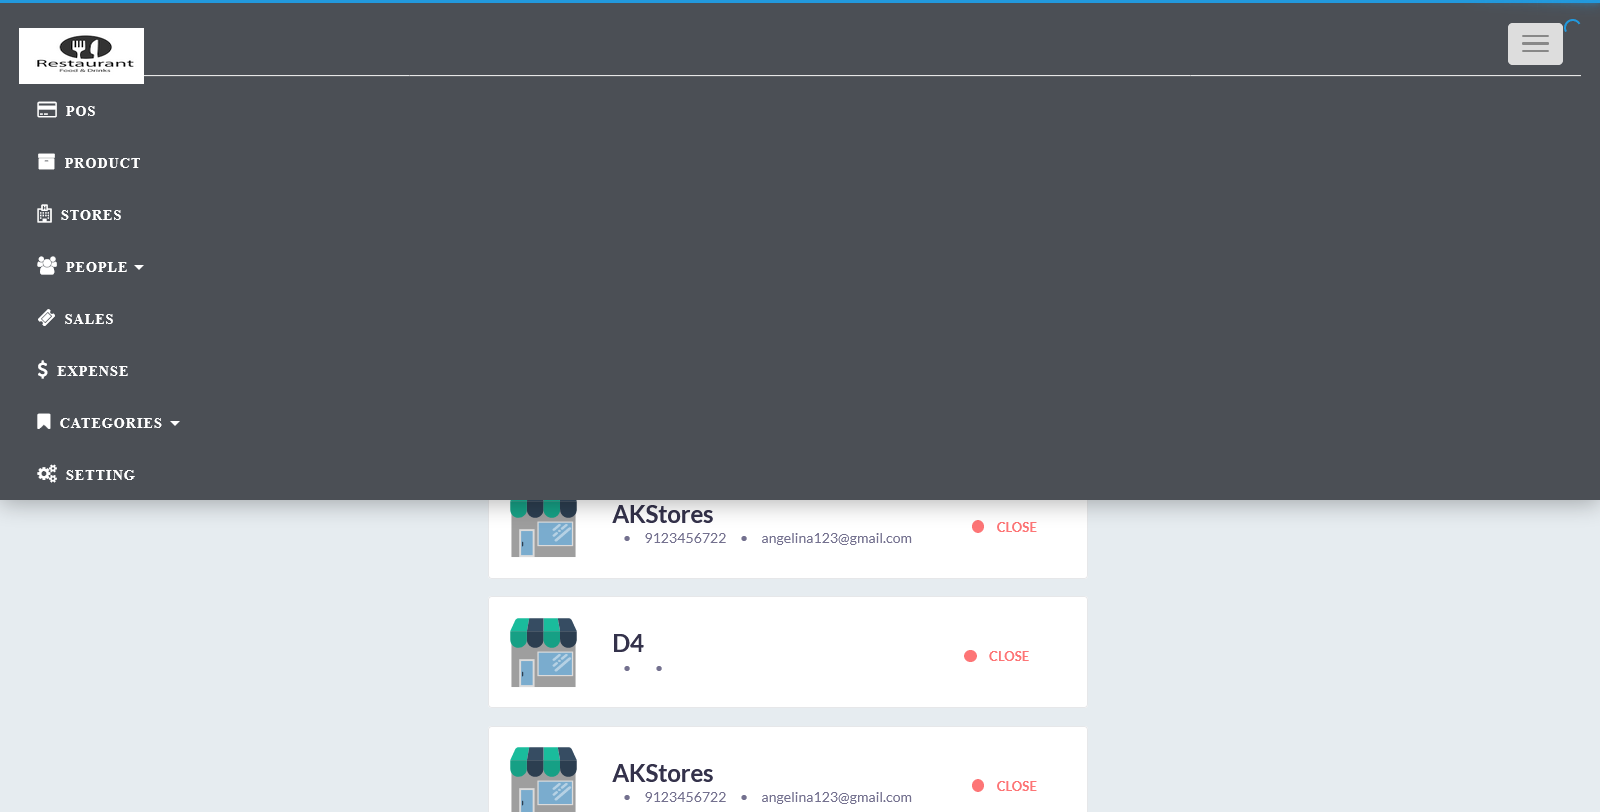 Restaurant
Food & Drinks
POS
PRODUCT
STORES
PEOPLE
SALES
EXPENSE
CATEGORIES
SETTING
AKStores
• 9123456722 • angelina123@gmail.com
CLOSE
D4
• •
CLOSE
AKStores
• 9123456722 • angelina123@gmail.com
CLOSE